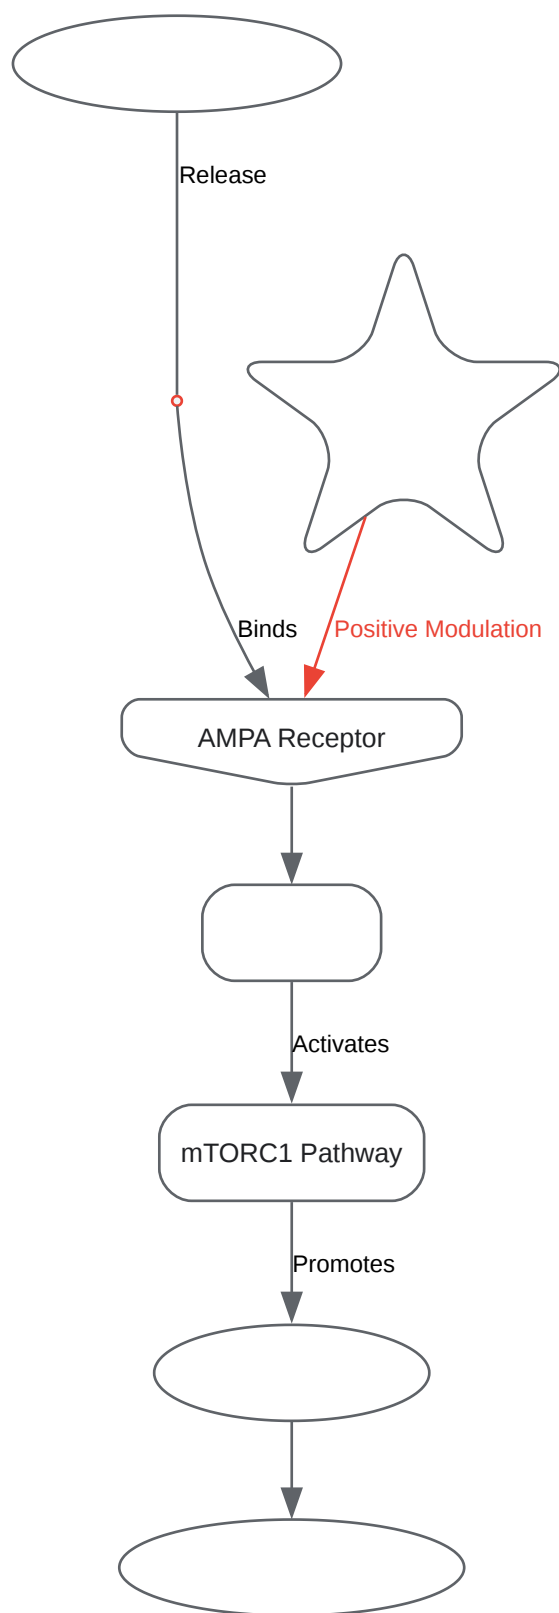 Release
Binds
Positive Modulation
AMPA Receptor
Activates
mTORC1 Pathway
Promotes